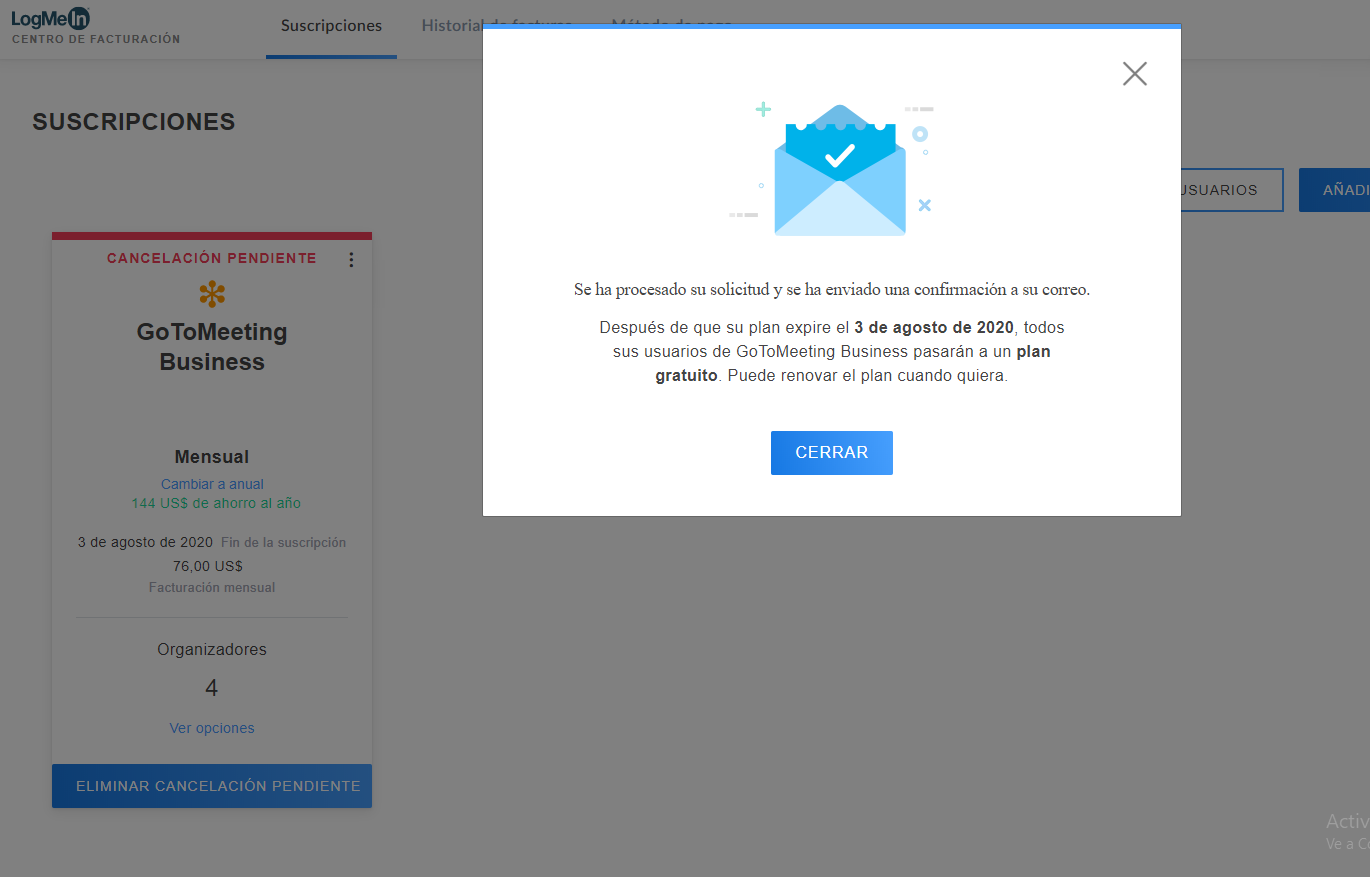 LogMeIn
CENTRO DE FACTURACIÓN
Suscripciones
Historial de facturas
Método de pago
SUSCRIPCIONES
USUARIOS
AÑADI
CANCELACIÓN PENDIENTE
GoToMeeting
Business
Mensual
Cambiar a anual
144 US$ de ahorro al año
3 de agosto de 2020 Fin de la suscripción
76,00 US$
Facturación mensual
Organizadores
4
Ver opciones
ELIMINAR CANCELACIÓN PENDIENTE
Se ha procesado su solicitud y se ha enviado una confirmación a su correo.
Después de que su plan expire el 3 de agosto de 2020, todos
sus usuarios de GoToMeeting Business pasarán a un plan
gratuito. Puede renovar el plan cuando quiera.
CERRAR
Activ
Ve a Co